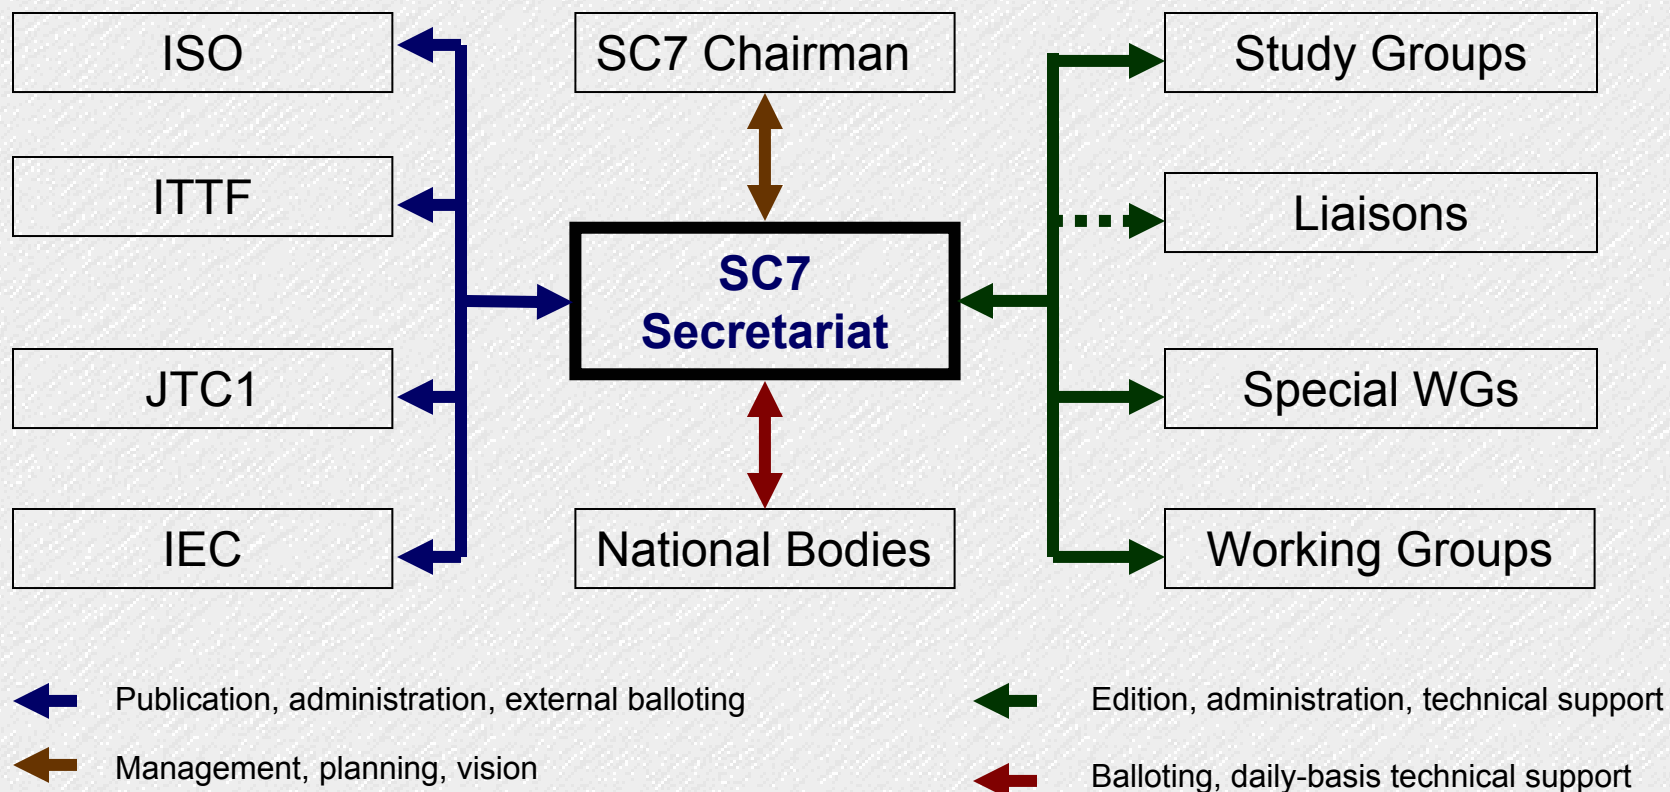 ISO
SC7 Chairman
Study Groups
ITTF
Liaisons
SC7
Secretariat
JTC1
Special WGs
IEC
National Bodies
Working Groups
Publication, administration, external balloting
Edition, administration, technical support
Management, planning, vision
Balloting, daily-basis technical support